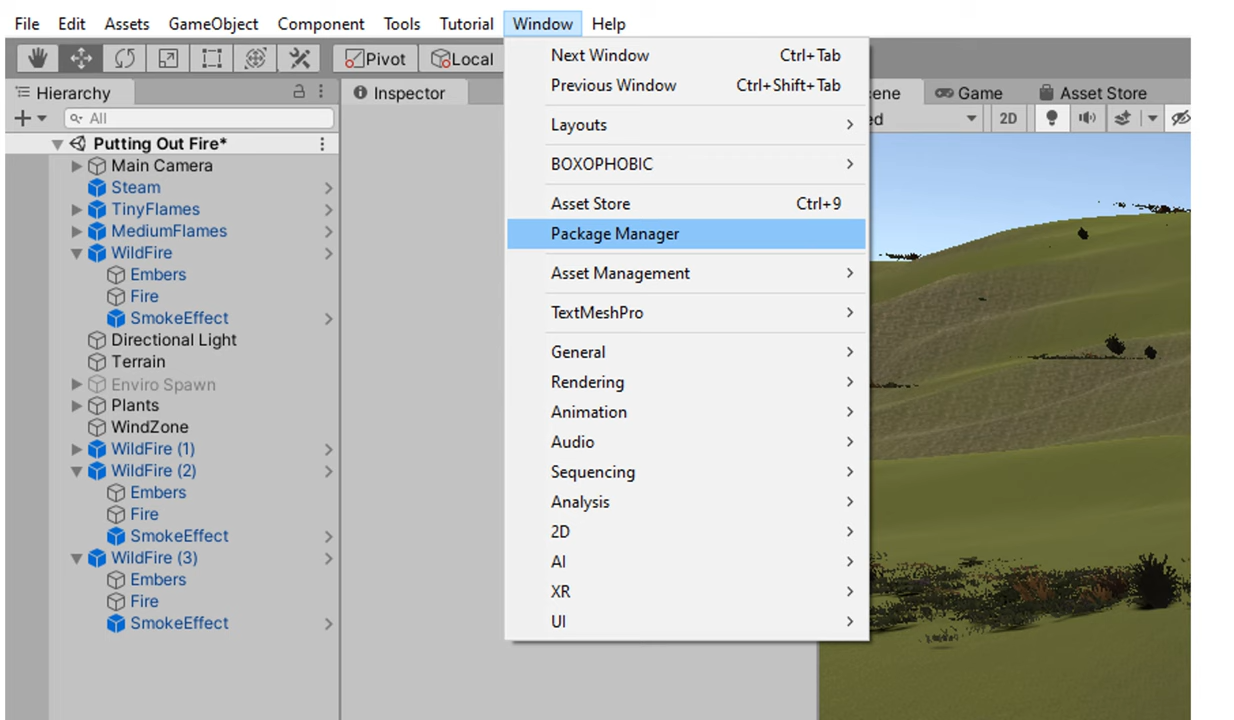 File Edit Assets GameObject Component Tools Tutorial Window Help
Pivot Local
Hierarchy
All
Putting Out Fire*
Main Camera
Steam
TinyFlames
MediumFlames
WildFire
Embers
Fire
SmokeEffect
Directional Light
Terrain
Enviro Spawn
Plants
WindZone
WildFire (1)
WildFire (2)
Embers
Fire
SmokeEffect
WildFire (3)
Embers
Fire
SmokeEffect
Inspector
Next Window Ctrl+Tab
Previous Window Ctrl+Shift+Tab
Layouts
BOXOPHOBIC
Asset Store Ctrl+9
Package Manager
Asset Management
TextMeshPro
General
Rendering
Animation
Audio
Sequencing
Analysis
2D
AI
XR
UI
ene Game Asset Store
ed 2D